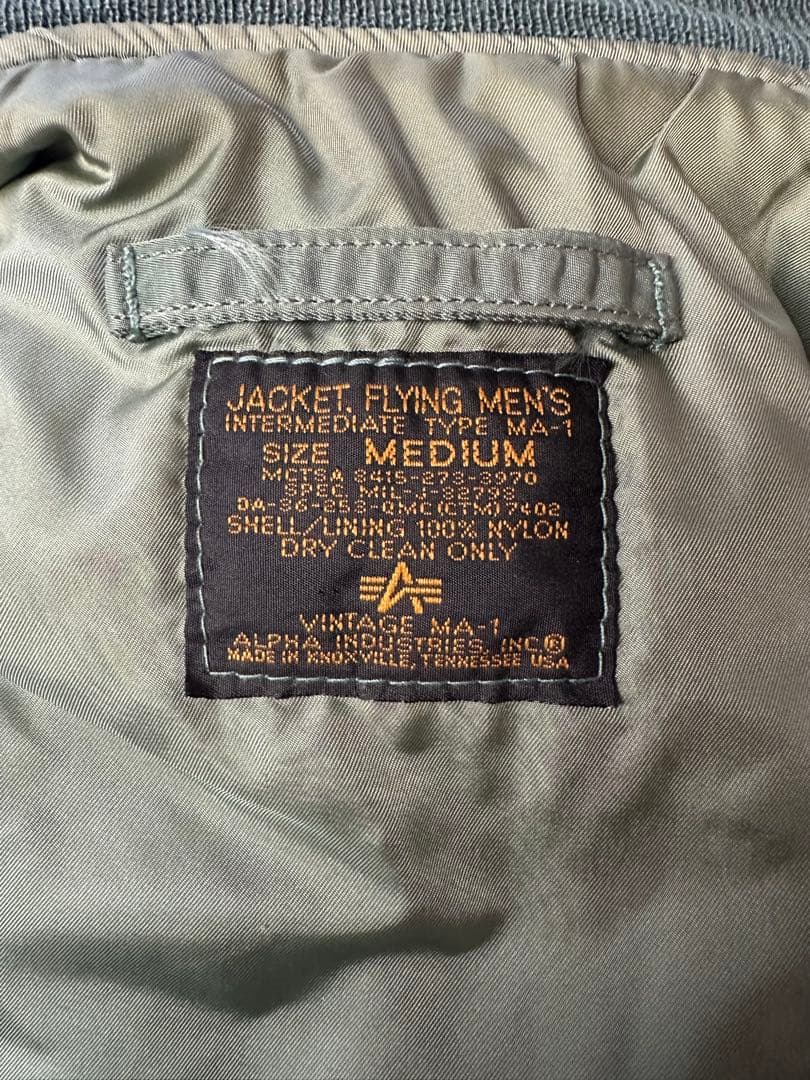 JACKET, FLYING MEN'S
INTERMEDIATE TYPE MA-1
SIZE MEDIUM
MCTSA 8415-273-3970
SPEC MIL-J-8279B
DA-36-253-QMC(CTM)7402
SHELL/LINING 100% NYLON
DRY CLEAN ONLY
VINTAGE MA-1
ALPHA INDUSTRIES, INC.®
MADE IN KNOXVILLE, TENNESSEE USA